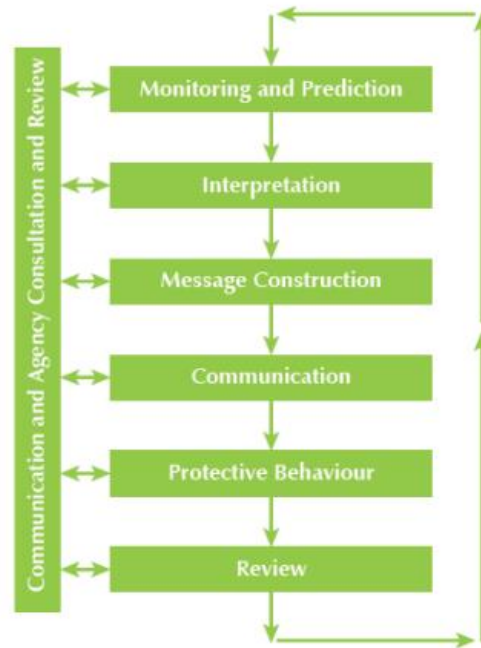 Communication and Agency Consultation and Review
Monitoring and Prediction
Interpretation
Message Construction
Communication
Protective Behaviour
Review